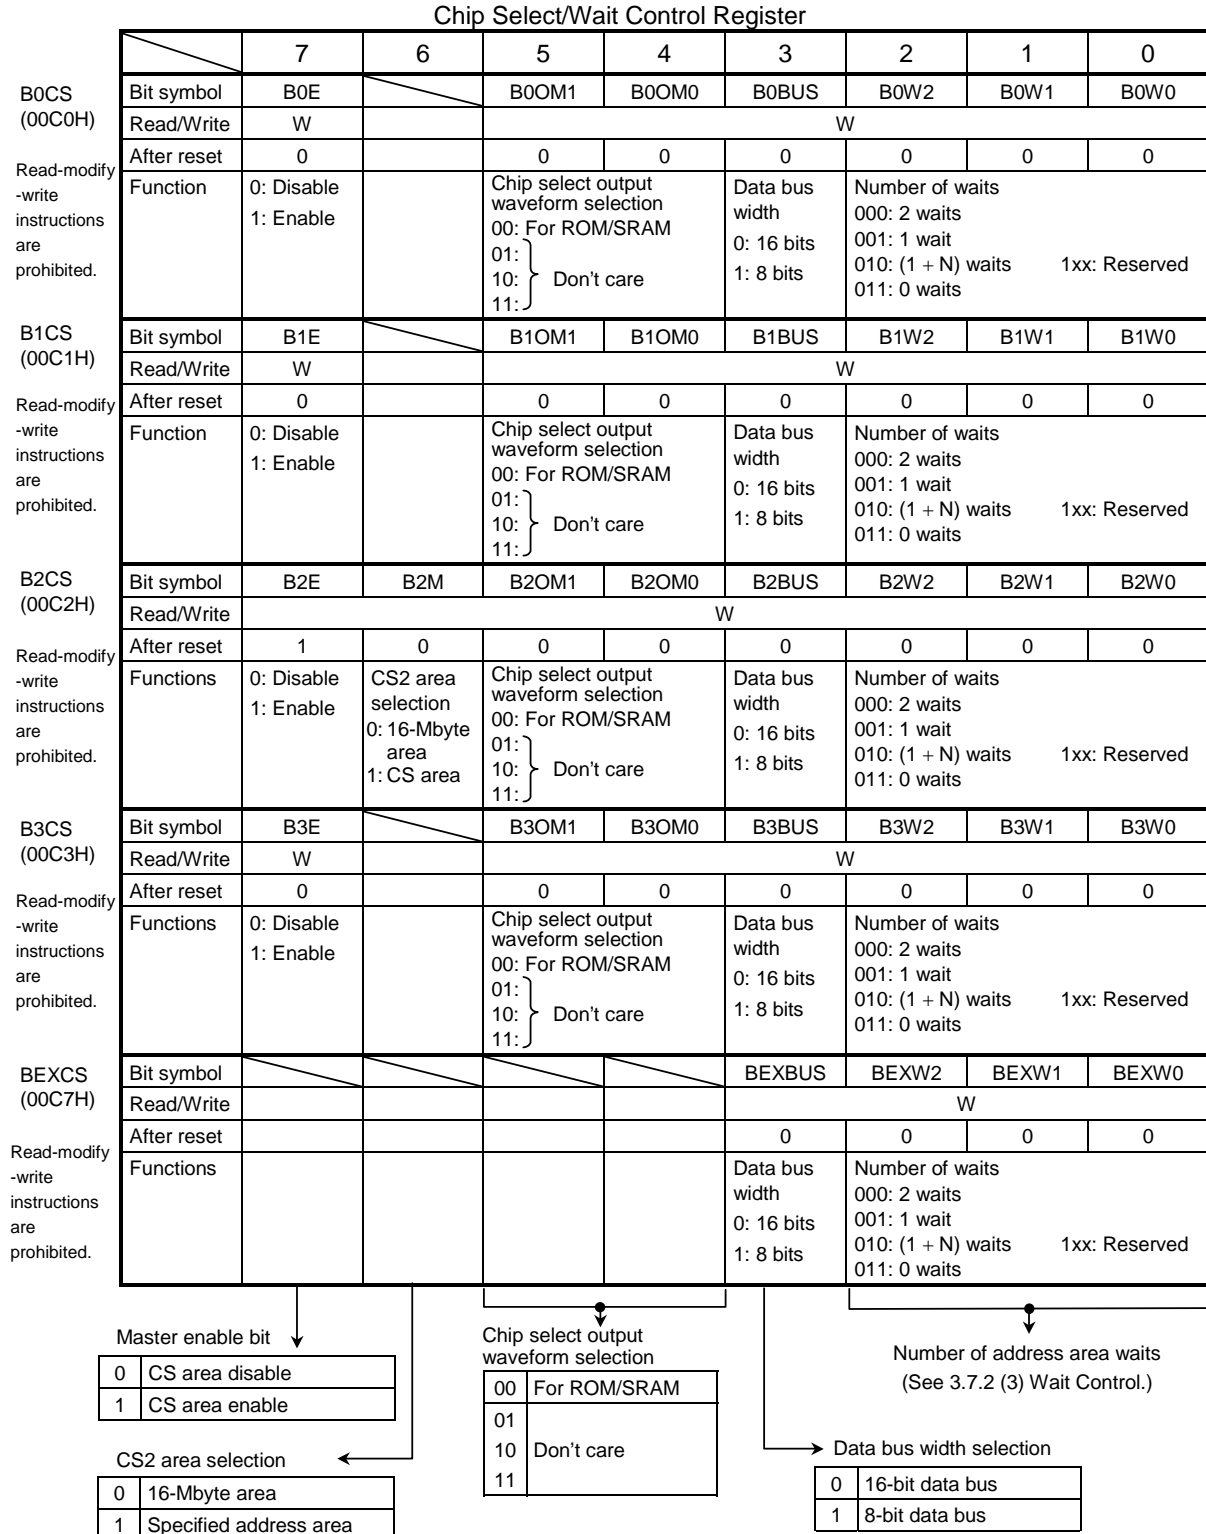 Chip Select/Wait Control Register
7 6 5 4 3 2 1 0
B0CS
(00C0H)
Read-modify
-write
instructions
are
prohibited.
Bit symbol B0E B0OM1 B0OM0 B0BUS B0W2 B0W1 B0W0
Read/Write W W
After reset 0 0 0 0 0 0 0
Function
0: Disable
1: Enable
Chip select output
waveform selection
00: For ROM/SRAM
01:
10: Don't care
11:
Data bus
width
0: 16 bits
1: 8 bits
Number of waits
000: 2 waits
001: 1 wait
010: (1 + N) waits 1xx: Reserved
011: 0 waits
B1CS
(00C1H)
Read-modify
-write
instructions
are
prohibited.
Bit symbol B1E B1OM1 B1OM0 B1BUS B1W2 B1W1 B1W0
Read/Write W W
After reset 0 0 0 0 0 0 0
Function
0: Disable
1: Enable
Chip select output
waveform selection
00: For ROM/SRAM
01:
10: Don't care
11:
Data bus
width
0: 16 bits
1: 8 bits
Number of waits
000: 2 waits
001: 1 wait
010: (1 + N) waits 1xx: Reserved
011: 0 waits
B2CS
(00C2H)
Read-modify
-write
instructions
are
prohibited.
Bit symbol B2E B2M B2OM1 B2OM0 B2BUS B2W2 B2W1 B2W0
Read/Write W
After reset 1 0 0 0 0 0 0 0
Functions
0: Disable
1: Enable
CS2 area
selection
0: 16-Mbyte
area
1: CS area
Chip select output
waveform selection
00: For ROM/SRAM
01:
10: Don't care
11:
Data bus
width
0: 16 bits
1: 8 bits
Number of waits
000: 2 waits
001: 1 wait
010: (1 + N) waits 1xx: Reserved
011: 0 waits
B3CS
(00C3H)
Read-modify
-write
instructions
are
prohibited.
Bit symbol B3E B3OM1 B3OM0 B3BUS B3W2 B3W1 B3W0
Read/Write W W
After reset 0 0 0 0 0 0 0
Functions
0: Disable
1: Enable
Chip select output
waveform selection
00: For ROM/SRAM
01:
10: Don't care
11:
Data bus
width
0: 16 bits
1: 8 bits
Number of waits
000: 2 waits
001: 1 wait
010: (1 + N) waits 1xx: Reserved
011: 0 waits
BEXCS
(00C7H)
Read-modify
-write
instructions
are
prohibited.
Bit symbol BEXBUS BEXW2 BEXW1 BEXW0
Read/Write W
After reset 0 0 0 0
Functions
Data bus
width
0: 16 bits
1: 8 bits
Number of waits
000: 2 waits
001: 1 wait
010: (1 + N) waits 1xx: Reserved
011: 0 waits
Master enable bit
0 CS area disable
1 CS area enable
CS2 area selection
0 16-Mbyte area
1 Specified address area
Chip select output
waveform selection
00 For ROM/SRAM
01
10 Don't care
11
Number of address area waits
(See 3.7.2 (3) Wait Control.)
Data bus width selection
0 16-bit data bus
1 8-bit data bus